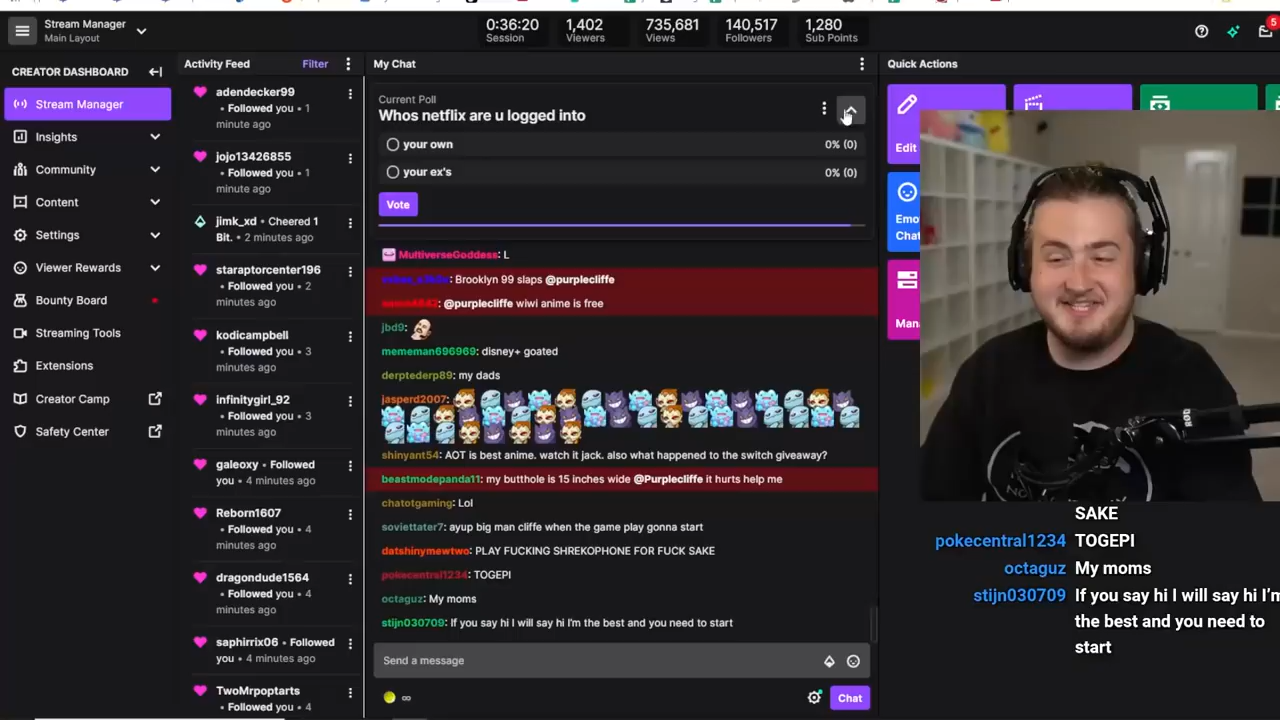 Stream Manager
Main Layout
0:36:20
Session
1,402
Viewers
735,681
Views
140,517
Followers
1,280
Sub Points
5
CREATOR DASHBOARD
Stream Manager
Insights
Community
Content
Settings
Viewer Rewards
Bounty Board
Streaming Tools
Extensions
Creator Camp
Safety Center
Activity Feed
Filter
adendecker99
• Followed you • 1
minute ago
jojo13426855
• Followed you • 1
minute ago
jimk_xd • Cheered 1
Bit. • 2 minutes ago
staraptorcenter196
• Followed you • 2
minutes ago
kodicampbell
• Followed you • 3
minutes ago
infinitygirl_92
• Followed you • 3
minutes ago
galeoxy • Followed
you • 4 minutes ago
Reborn1607
• Followed you • 4
minutes ago
dragondude1564
• Followed you • 4
minutes ago
saphirrix06 • Followed
you • 4 minutes ago
TwoMrpoptarts
• Followed you • 4
My Chat
Current Poll
Whos netflix are u logged into
your own 0% (0)
your ex's 0% (0)
Vote
MultiverseGoddess: L
: Brooklyn 99 slaps @purplecliffe
: @purplecliffe wiwi anime is free
jbd9:
mememan696969: disney+ goated
derptederp89: my dads
jasperd2007:
shinyant54: AOT is best anime. watch it jack. also what happened to the switch giveaway?
beastmodepanda11: my butthole is 15 inches wide @Purplecliffe it hurts help me
chatotgaming: Lol
soviettater7: ayup big man cliffe when the game play gonna start
datshinymewtwo: PLAY FUCKING SHREKOPHONE FOR FUCK SAKE
pokecentral1234: TOGEPI
octaguz: My moms
stijn030709: If you say hi I will say hi I'm the best and you need to start
Send a message
Chat
Quick Actions
Edit
Emo
Chat
Man
SAKE
pokecentral1234 TOGEPI
octaguz My moms
stijn030709 If you say hi I will say hi I'm
the best and you need to
start